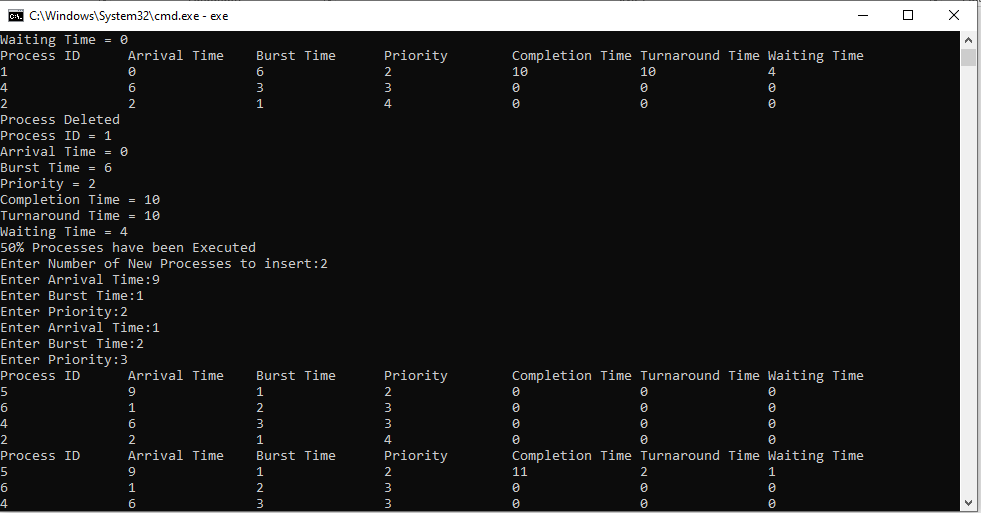 C:\Windows\System32\cmd.exe - exe
Waiting Time = 0
Process ID Arrival Time Burst Time Priority Completion Time Turnaround Time Waiting Time
1 0 6 2 10 10 4
4 6 3 3 0 0 0
2 2 1 4 0 0 0
Process Deleted
Process ID = 1
Arrival Time = 0
Burst Time = 6
Priority = 2
Completion Time = 10
Turnaround Time = 10
Waiting Time = 4
50% Processes have been Executed
Enter Number of New Processes to insert:2
Enter Arrival Time:9
Enter Burst Time:1
Enter Priority:2
Enter Arrival Time:1
Enter Burst Time:2
Enter Priority:3
Process ID Arrival Time Burst Time Priority Completion Time Turnaround Time Waiting Time
5 9 1 2 0 0 0
6 1 2 3 0 0 0
4 6 3 3 0 0 0
2 2 1 4 0 0 0
Process ID Arrival Time Burst Time Priority Completion Time Turnaround Time Waiting Time
5 9 1 2 11 2 1
6 1 2 3 0 0 0
4 6 3 3 0 0 0